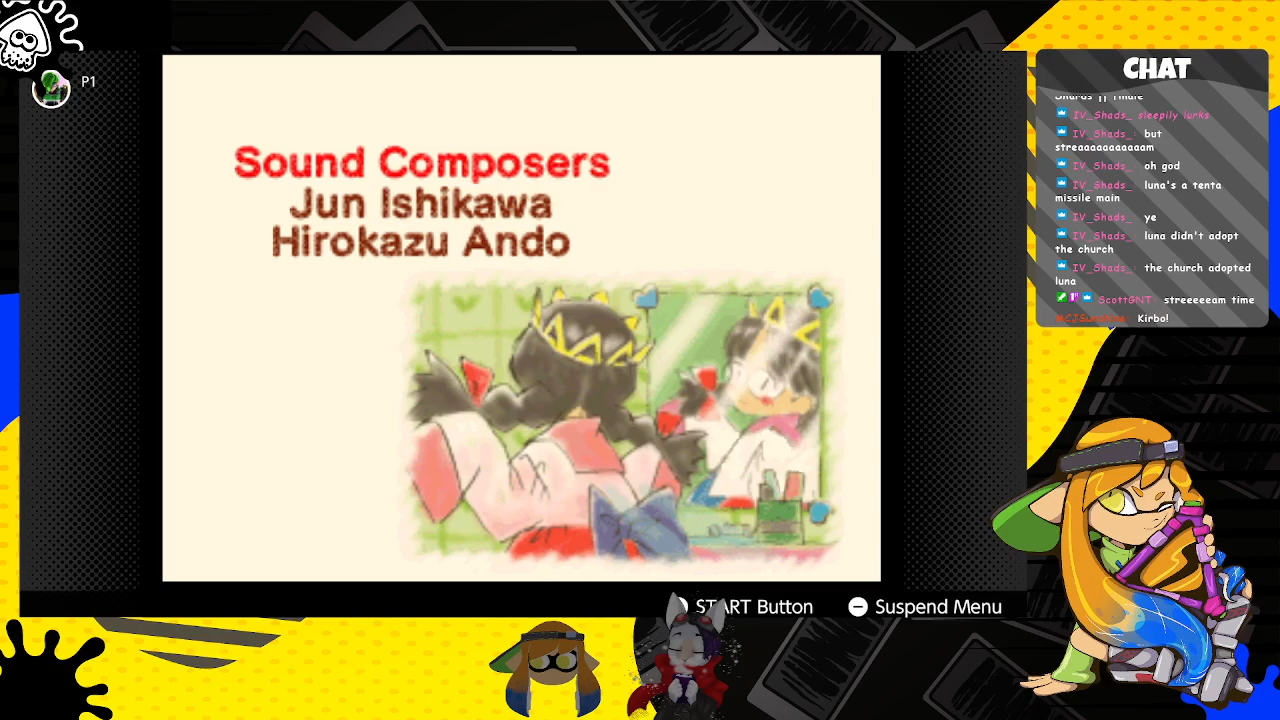 P1
CHAT
Sound Composers
Jun Ishikawa
Hirokazu Ando
IV_Shads_ sleepily lurks
IV_Shads_: but
streaaaaaaaaaam
IV_Shads_: oh god
IV_Shads_: luna's a tenta
missile main
IV_Shads_: ye
IV_Shads_: luna didn't adopt
the church
IV_Shads_: the church adopted
luna
ScottGNT: streeeeeam time
Kirbo!
START Button
Suspend Menu